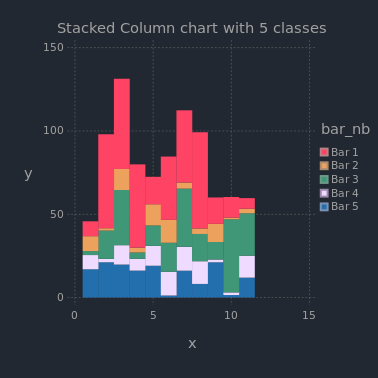 Stacked Column chart with 5 classes
150
100
50
0
y
0
5
10
15
x
bar_nb
Bar 1
Bar 2
Bar 3
Bar 4
Bar 5